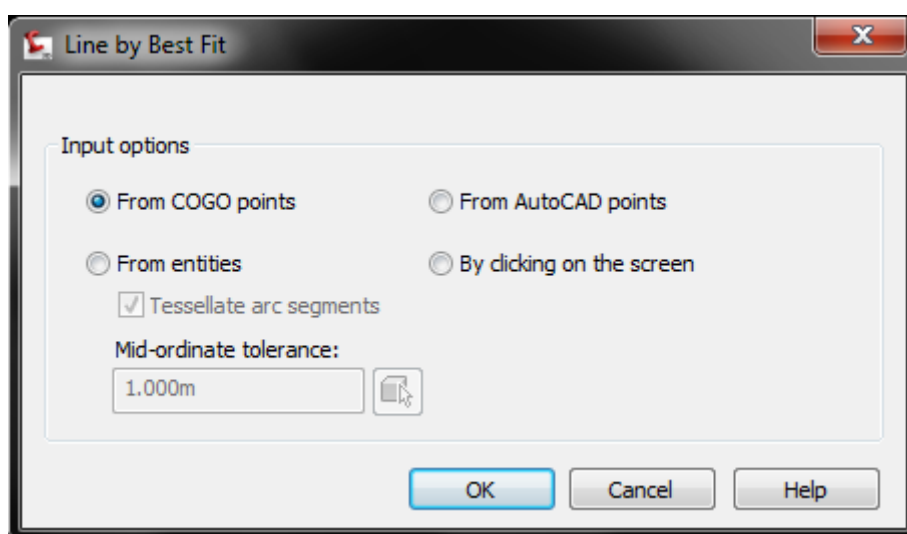 Line by Best Fit
Input options
From COGO points
From AutoCAD points
From entities
By clicking on the screen
Tessellate arc segments
Mid-ordinate tolerance:
1.000m
OK
Cancel
Help